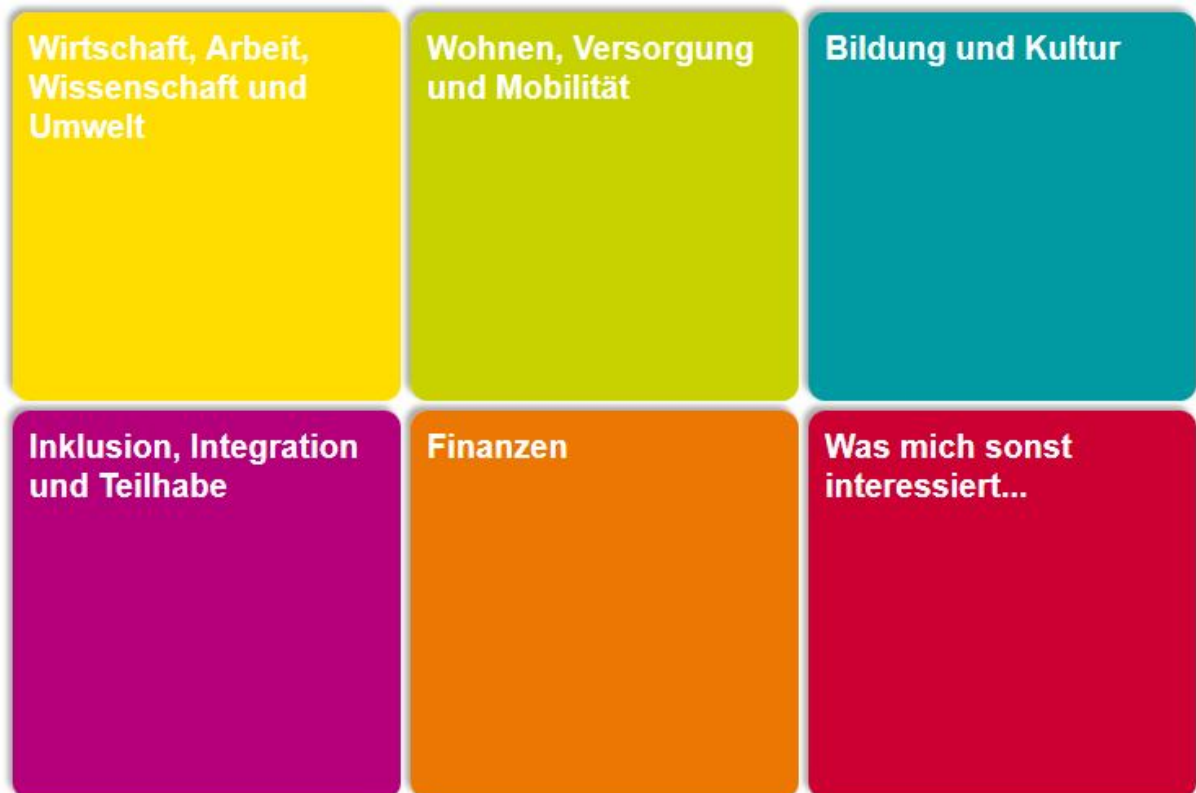 Wirtschaft, Arbeit,
Wissenschaft und
Umwelt
Wohnen, Versorgung
und Mobilität
Bildung und Kultur
Inklusion, Integration
und Teilhabe
Finanzen
Was mich sonst
interessiert...